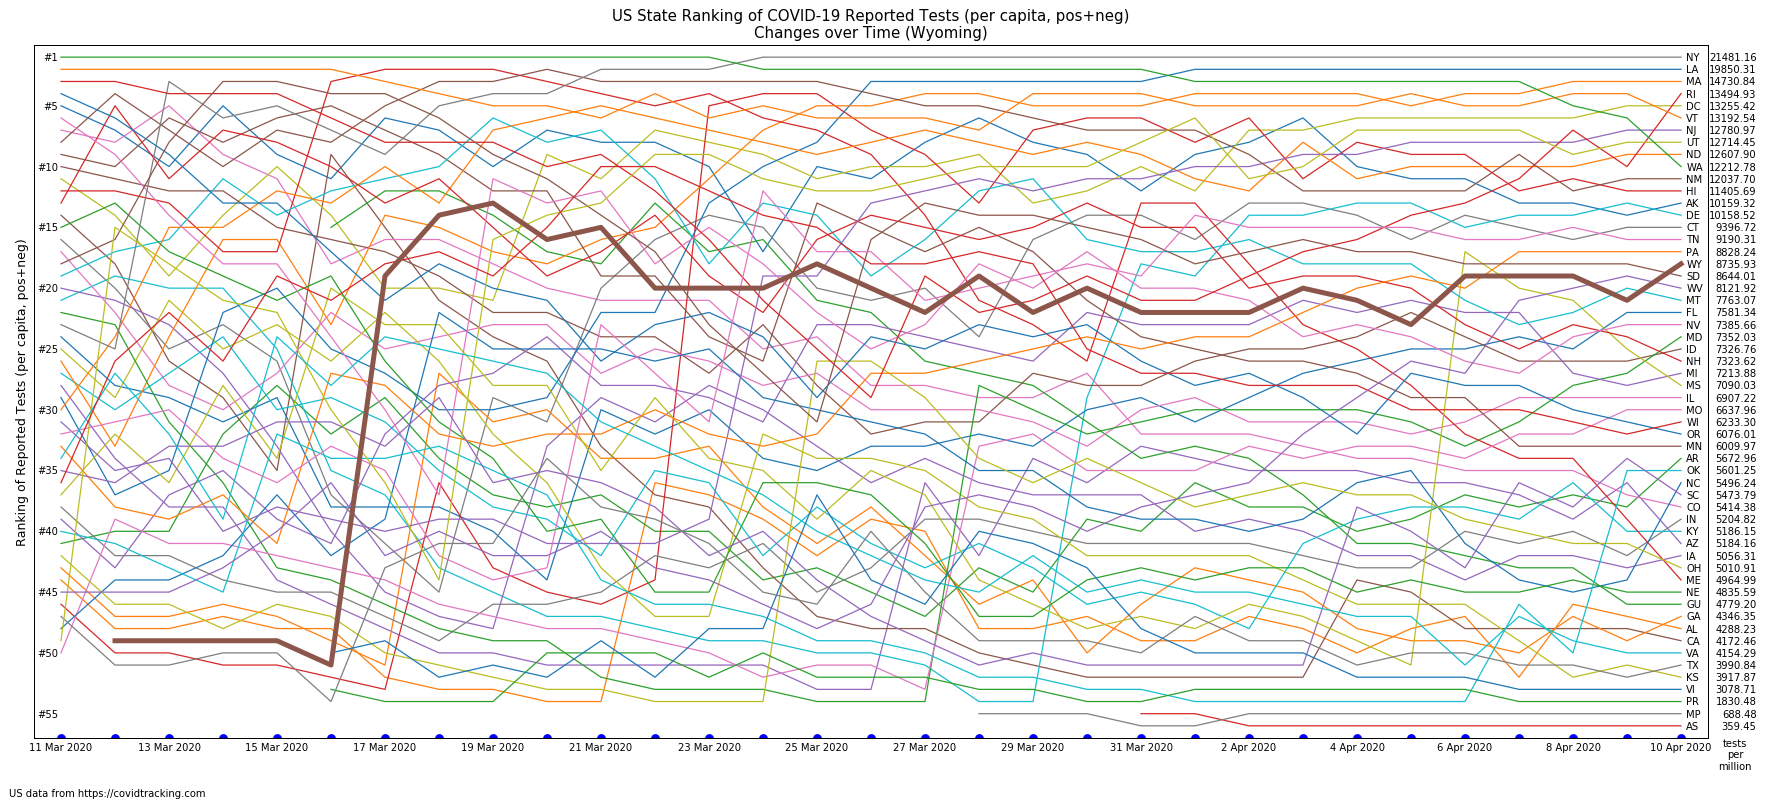 US State Ranking of COVID-19 Reported Tests (per capita, pos+neg)
Changes over Time (Wyoming)
Ranking of Reported Tests (per capita, pos+neg)
#1
#5
#10
#15
#20
#25
#30
#35
#40
#45
#50
#55
NY 21481.16
LA 19850.31
MA 14730.84
RI 13494.93
DC 13255.42
VT 13192.54
NJ 12780.97
UT 12714.45
ND 12607.90
WA 12212.78
NM 12037.70
HI 11405.69
AK 10159.32
DE 10158.52
CT 9396.72
TN 9190.31
PA 8828.24
WY 8735.93
SD 8644.01
WV 8121.92
MT 7763.07
FL 7581.34
NV 7385.66
MD 7352.03
ID 7326.76
NH 7323.62
MI 7213.88
MS 7090.03
IL 6907.22
MO 6637.96
WI 6233.30
OR 6076.01
MN 6009.97
AR 5672.96
OK 5601.25
NC 5496.24
SC 5473.79
CO 5414.38
IN 5204.82
KY 5186.15
AZ 5184.16
IA 5056.31
OH 5010.91
ME 4964.99
NE 4835.59
GU 4779.20
GA 4346.35
AL 4288.23
CA 4172.46
VA 4154.29
TX 3990.84
KS 3917.87
VI 3078.71
PR 1830.48
MP 688.48
AS 359.45
11 Mar 2020 13 Mar 2020 15 Mar 2020 17 Mar 2020 19 Mar 2020 21 Mar 2020 23 Mar 2020 25 Mar 2020 27 Mar 2020 29 Mar 2020 31 Mar 2020 2 Apr 2020 4 Apr 2020 6 Apr 2020 8 Apr 2020 10 Apr 2020
tests
per
million
US data from https://covidtracking.com